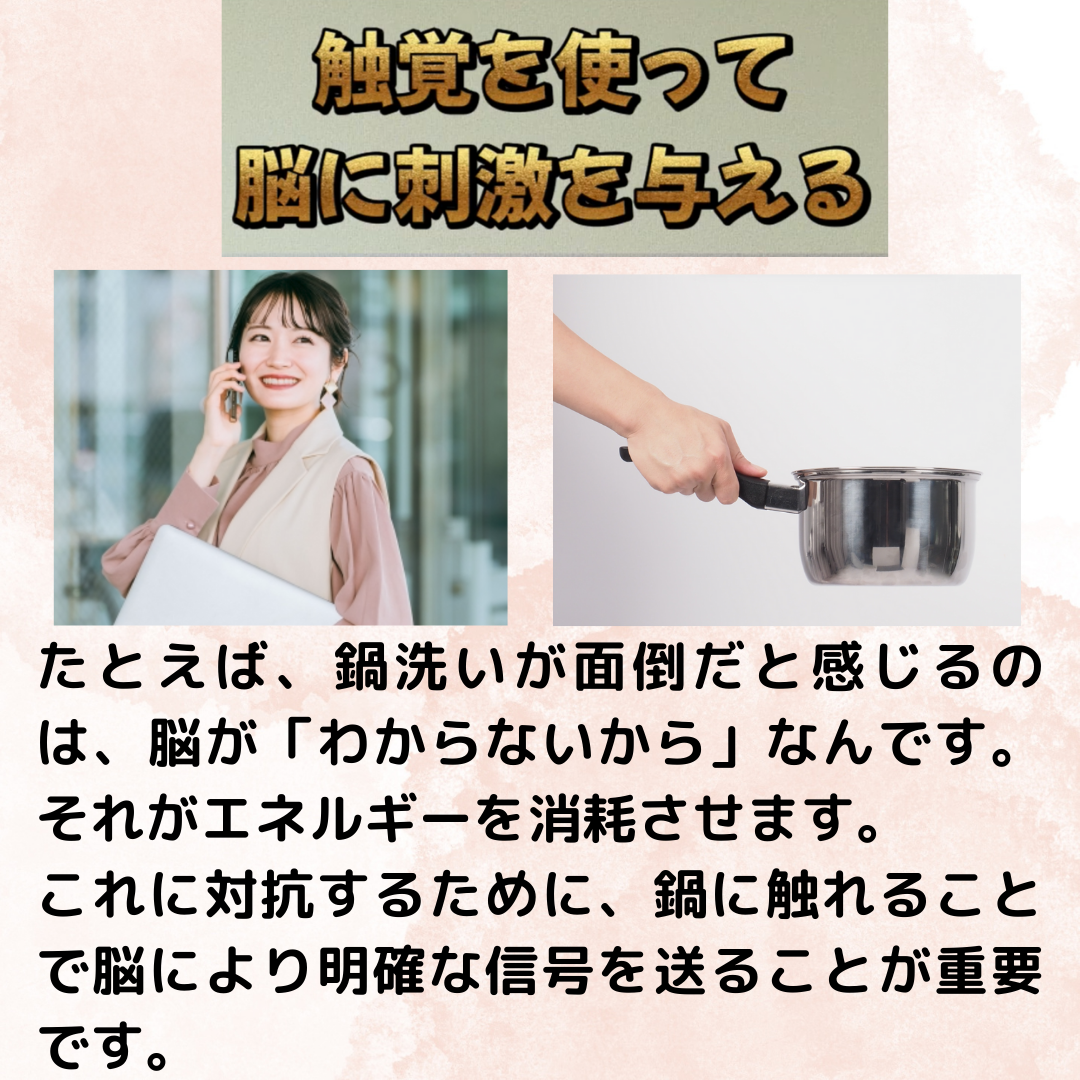 触覚を使って
脳に刺激を与える
たとえば、鍋洗いが面倒だと感じるの
は、脳が「わからないから」なんです。
それがエネルギーを消耗させます。
これに対抗するために、鍋に触れること
で脳により明確な信号を送ることが重要
です。